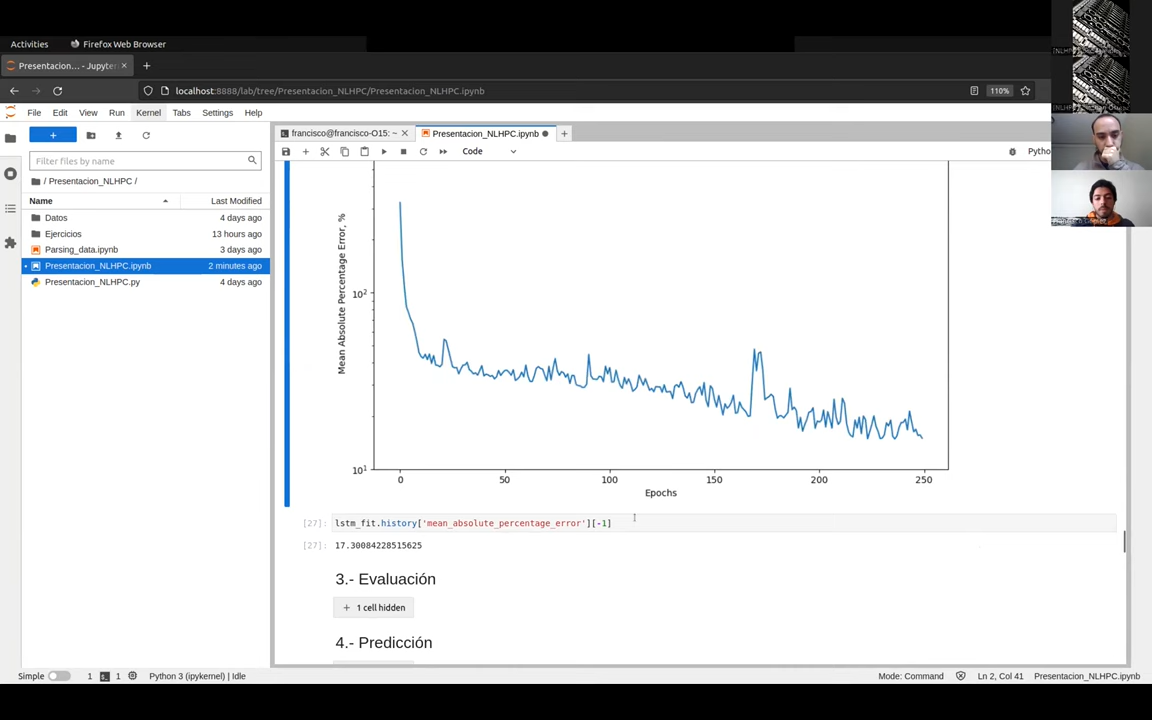 Activities
Firefox Web Browser
Presentacion... - Jupyter
localhost:8888/lab/tree/Presentacion_NLHPC/Presentacion_NLHPC.ipynb
110%
File Edit View Run Kernel Tabs Settings Help
francisco@francisco-O15: ~
Presentacion_NLHPC.ipynb
Filter files by name
Code
/ Presentacion_NLHPC /
Name
Last Modified
Datos
4 days ago
Ejercicios
13 hours ago
Parsing_data.ipynb
3 days ago
Presentacion_NLHPC.ipynb
2 minutes ago
Presentacion_NLHPC.py
4 days ago
Mean Absolute Percentage Error, %
10²
10¹
0 50 100 150 200 250
Epochs
[27]: lstm_fit.history['mean_absolute_percentage_error'][-1]
[27]: 17.30084228515625
3.- Evaluación
+ 1 cell hidden
4.- Predicción
Simple
1
1
Python 3 (ipykernel) | Idle
Mode: Command
Ln 2, Col 41
Presentacion_NLHPC.ipynb